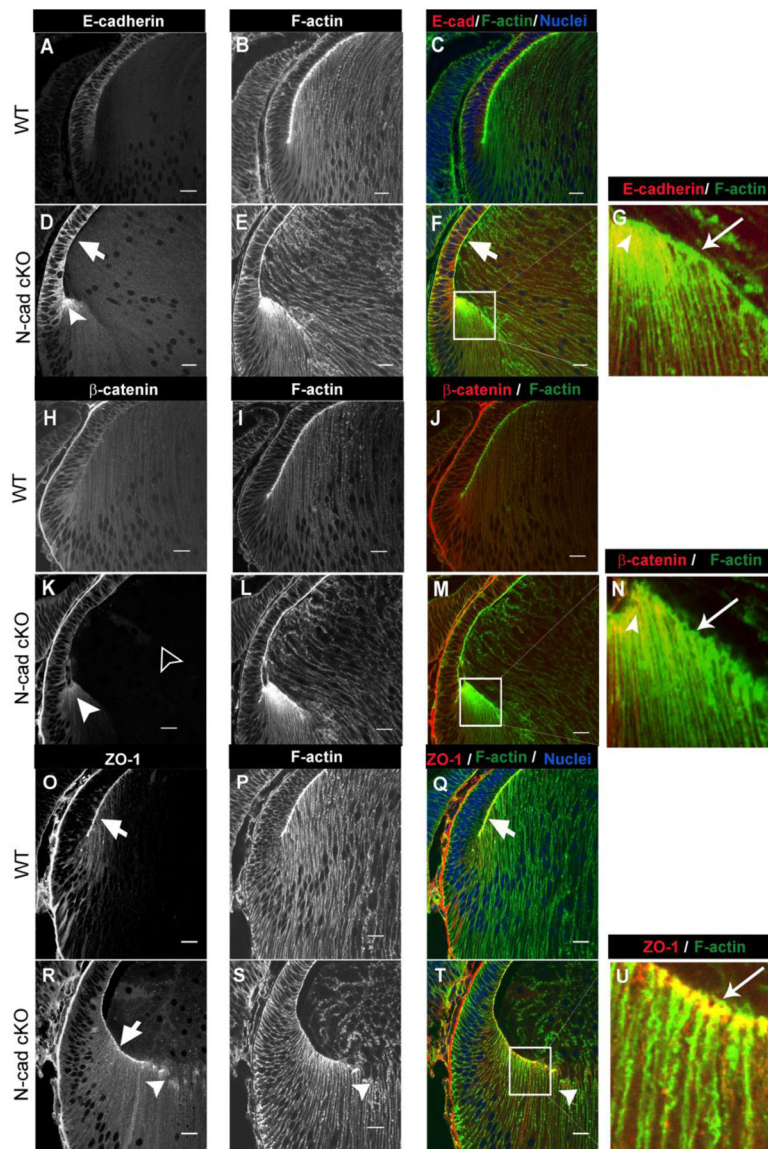 E-cadherin F-actin E-cad/F-actin/Nuclei
WT
A B C
E-cadherin/ F-actin
N-cad cKO
D E F G
β-catenin F-actin β-catenin / F-actin
WT
H I J
β-catenin / F-actin
N-cad cKO
K L M N
ZO-1 F-actin ZO-1 / F-actin / Nuclei
WT
O P Q
ZO-1 / F-actin
N-cad cKO
R S T U